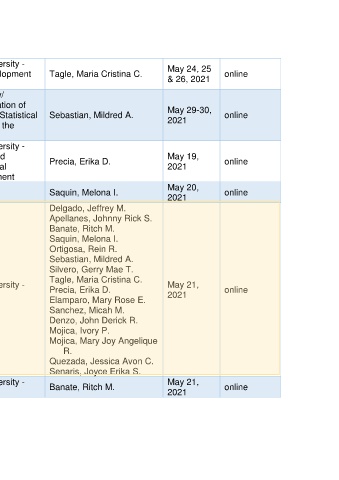 ersity -
lopment
Tagle, Maria Cristina C.
May 24, 25
& 26, 2021
online
y/
ation of
Statistical
the
Sebastian, Mildred A.
May 29-30,
2021
online
ersity -
d
al
ment
Precia, Erika D.
May 19,
2021
online
Saquin, Melona I.
May 20,
2021
online
ersity -
Delgado, Jeffrey M.
Apellanes, Johnny Rick S.
Banate, Ritch M.
Saquin, Melona I.
Ortigosa, Rein R.
Sebastian, Mildred A.
Silvero, Gerry Mae T.
Tagle, Maria Cristina C.
Precia, Erika D.
Elamparo, Mary Rose E.
Sanchez, Micah M.
Denzo, John Derick R.
Mojica, Ivory P.
Mojica, Mary Joy Angelique
R.
Quezada, Jessica Avon C.
Senaris, Joyce Erika S.
May 21,
2021
online
ersity -
Banate, Ritch M.
May 21,
2021
online